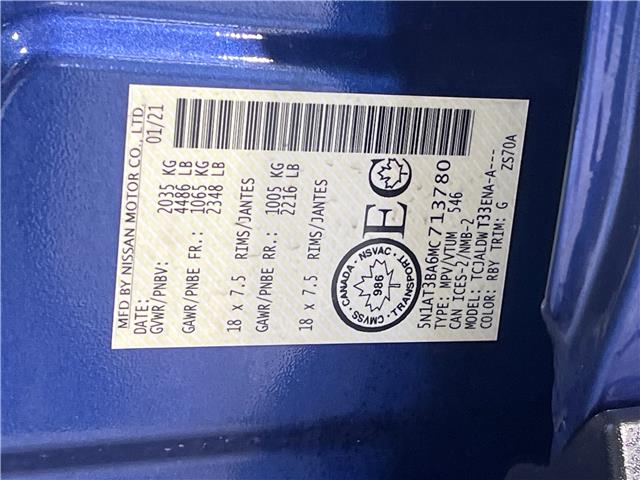 MFD BY NISSAN MOTOR CO., LTD.
DATE: 01/21
GVWR/PNBV: 2035 KG
4486 LB
GAWR/PNBE FR.: 1065 KG
2348 LB
18 X 7.5 RIMS/JANTES
GAWR/PNBE RR.: 1005 KG
2216 LB
18 X 7.5 RIMS/JANTES
CANADA - NSVAC - TRANSPORT - CMVSS -
986
EC
5N1AT3BA6MC713780
TYPE: MPV/VTUM 546
CAN ICES-2/NMB-2
MODEL: TCJALDWT33ENA-A---
COLOR: RBY TRIM: G ZS70A